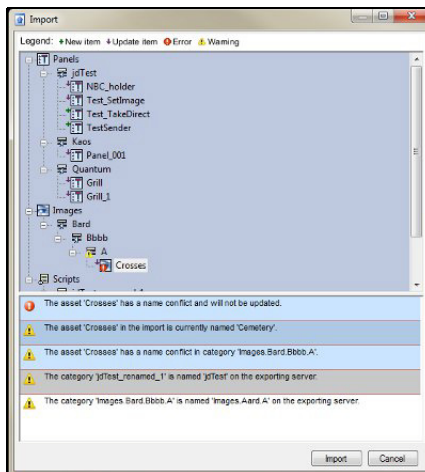 Import
Legend: +New item +Update item Error Warning
Panels
jdTest
NBC_holder
Test_SetImage
Test_TakeDirect
TestSender
Kaos
Panel_001
Quantum
Grill
Grill_1
Images
Bard
Bbbb
A
Crosses
Scripts
The asset 'Crosses' has a name conflict and will not be updated.
The asset 'Crosses' in the import is currently named 'Cemetery'.
The asset 'Crosses' has a name conflict in category 'Images.Bard.Bbbb.A'.
The category 'jdTest_renamed_1' is named 'jdTest' on the exporting server.
The category 'Images.Bard.Bbbb.A' is named 'Images.Aard.A' on the exporting server.
Import Cancel